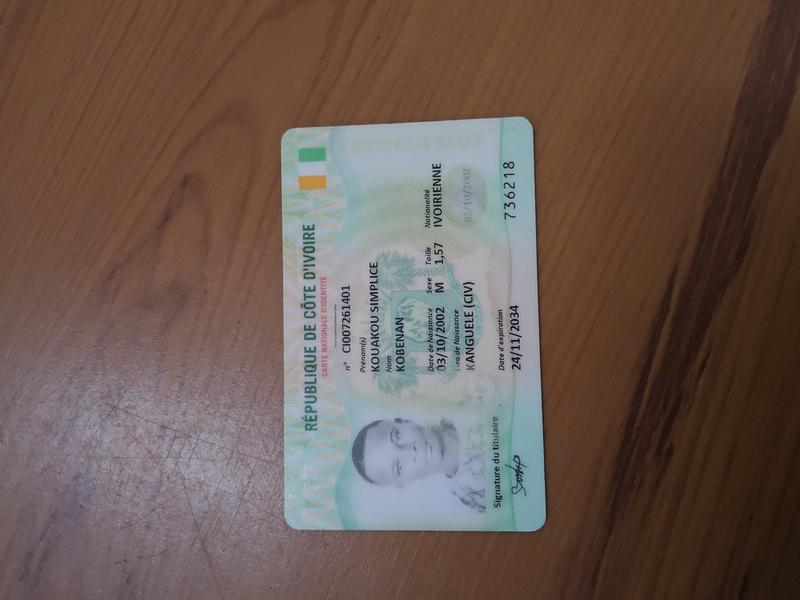 CÔTE D'IVOIRE
RÉPUBLIQUE DE CÔTE D'IVOIRE
CARTE NATIONALE D'IDENTITÉ
n° CI007261401
Prénom(s)
KOUAKOU SIMPLICE
Nom
KOBENAN
Date de Naissance Sexe Taille Nationalité
03/10/2002 M 1,57 IVOIRIENNE
Lieu de Naissance
KANGUELE (CIV)
03/10/2002
Date d'expiration
24/11/2034
736218
Signature du titulaire